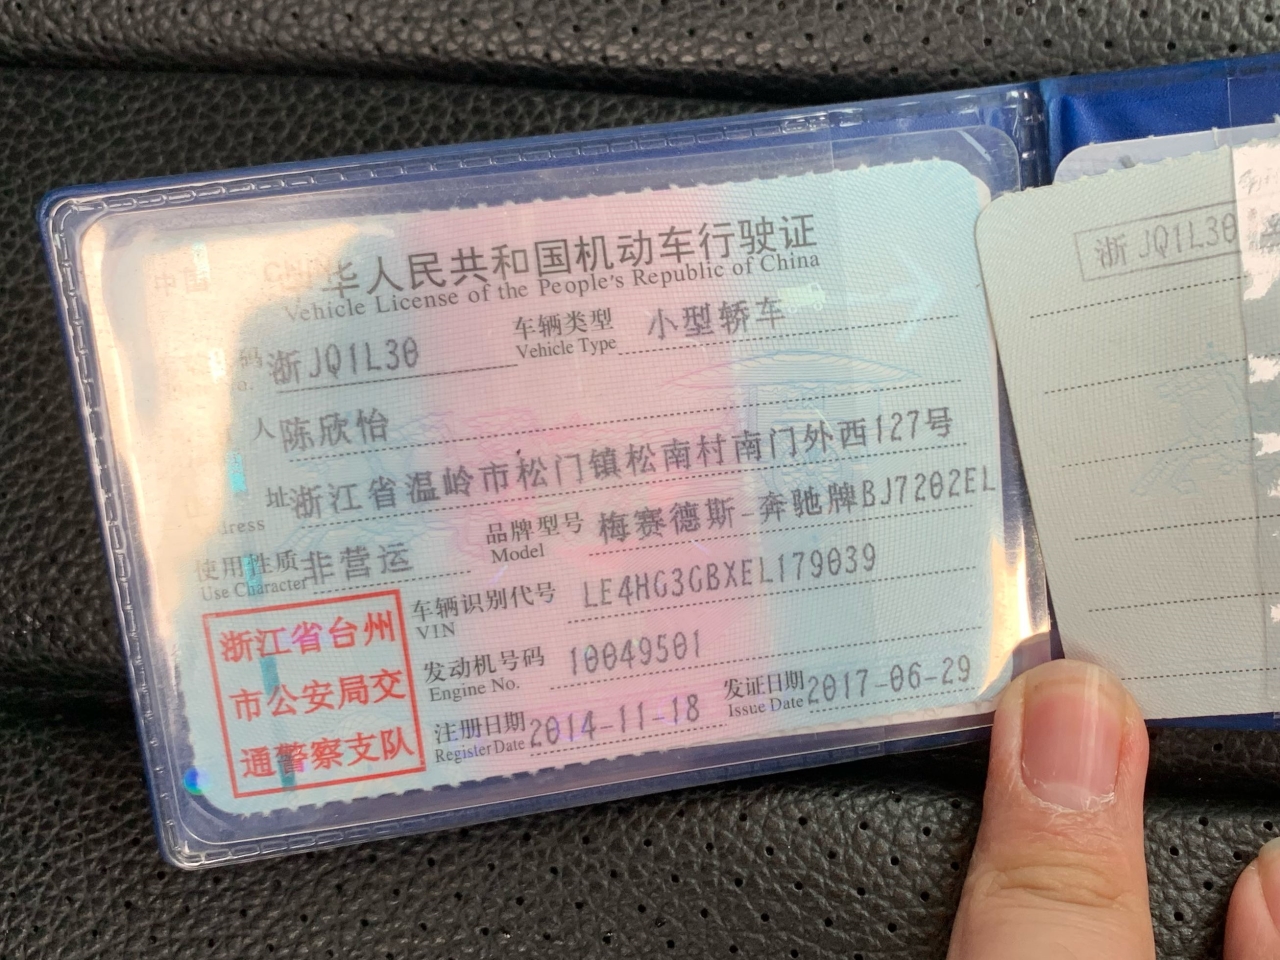 中华人民共和国机动车行驶证
Vehicle License of the People's Republic of China
号码 浙JQ1L30 车辆类型 小型轿车
No. Vehicle Type
人 陈欣怡
址 浙江省温岭市松门镇松南村南门外西127号
Address
使用性质 非营运 品牌型号 梅赛德斯-奔驰牌BJ7202EL
Use Character Model
车辆识别代号 LE4HG3GBXEL179039
VIN
发动机号码 10049501
Engine No.
注册日期 2014-11-18 发证日期 2017-06-29
Register Date Issue Date
浙江省台州
市公安局交
通警察支队
浙JQ1L30